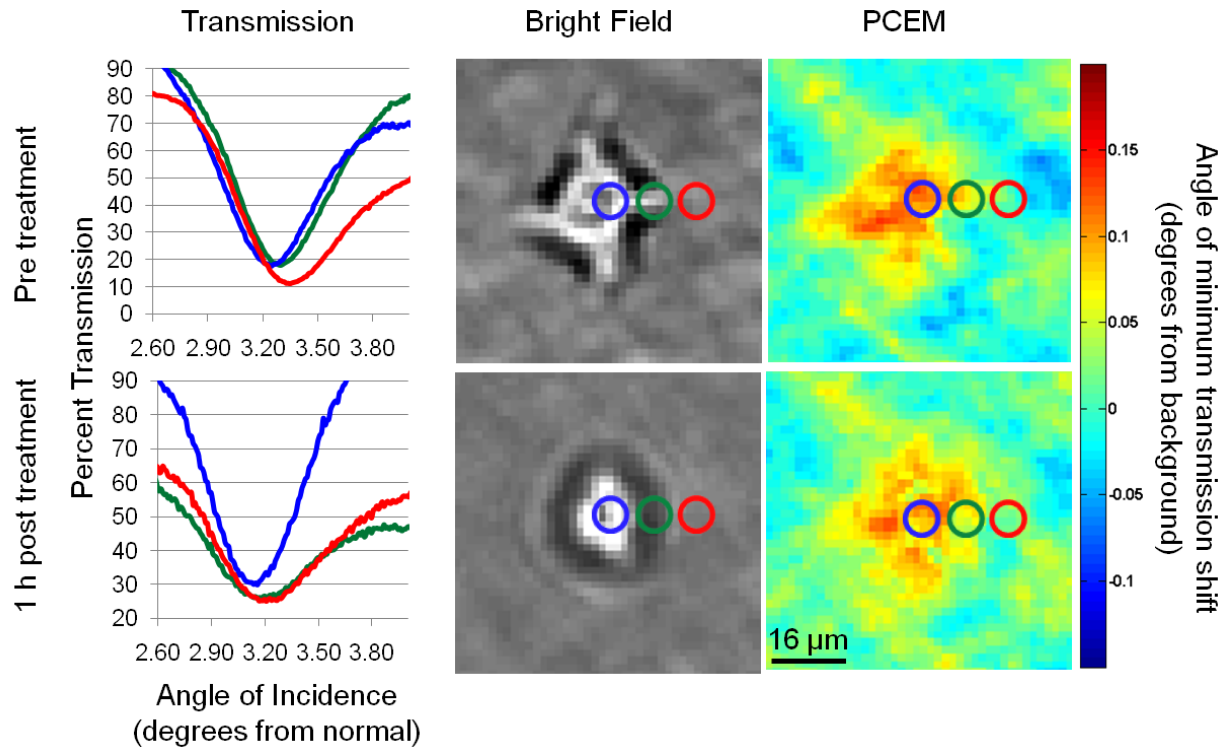 Transmission
Bright Field
PCEM
Pre treatment
1 h post treatment
Percent Transmission
90
80
70
60
50
40
30
20
10
0
2.60 2.90 3.20 3.50 3.80
90
80
70
60
50
40
30
20
2.60 2.90 3.20 3.50 3.80
Angle of Incidence
(degrees from normal)
16 µm
0.15
0.1
0.05
0
-0.05
-0.1
Angle of minimum transmission shift
(degrees from background)